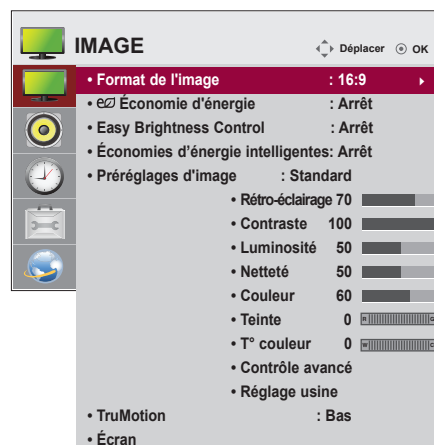 IMAGE
Déplacer OK
• Format de l'image : 16:9
• Économie d'énergie : Arrêt
• Easy Brightness Control : Arrêt
• Économies d’énergie intelligentes: Arrêt
• Préréglages d'image : Standard
• Rétro-éclairage 70
• Contraste 100
• Luminosité 50
• Netteté 50
• Couleur 60
• Teinte 0 R G
• T° couleur 0 W C
• Contrôle avancé
• Réglage usine
• TruMotion : Bas
• Écran